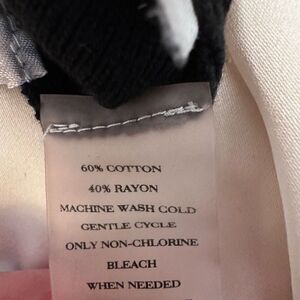 60% COTTON
40% RAYON
MACHINE WASH COLD
GENTLE CYCLE
ONLY NON-CHLORINE
BLEACH
WHEN NEEDED